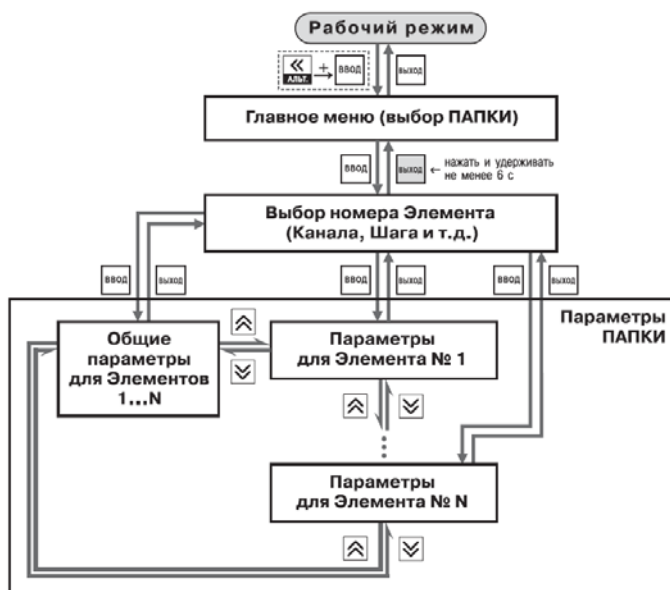 Рабочий режим
«
АЛЬТ.
+
ВВОД
ВЫХОД
Главное меню (выбор ПАПКИ)
ВВОД
ВЫХОД
← нажать и удерживать
не менее 6 с
Выбор номера Элемента
(Канала, Шага и т.д.)
ВВОД
ВЫХОД
ВВОД
ВЫХОД
ВВОД
ВЫХОД
Параметры
ПАПКИ
Общие
параметры
для Элементов
1...N
Параметры
для Элемента № 1
Параметры
для Элемента № N